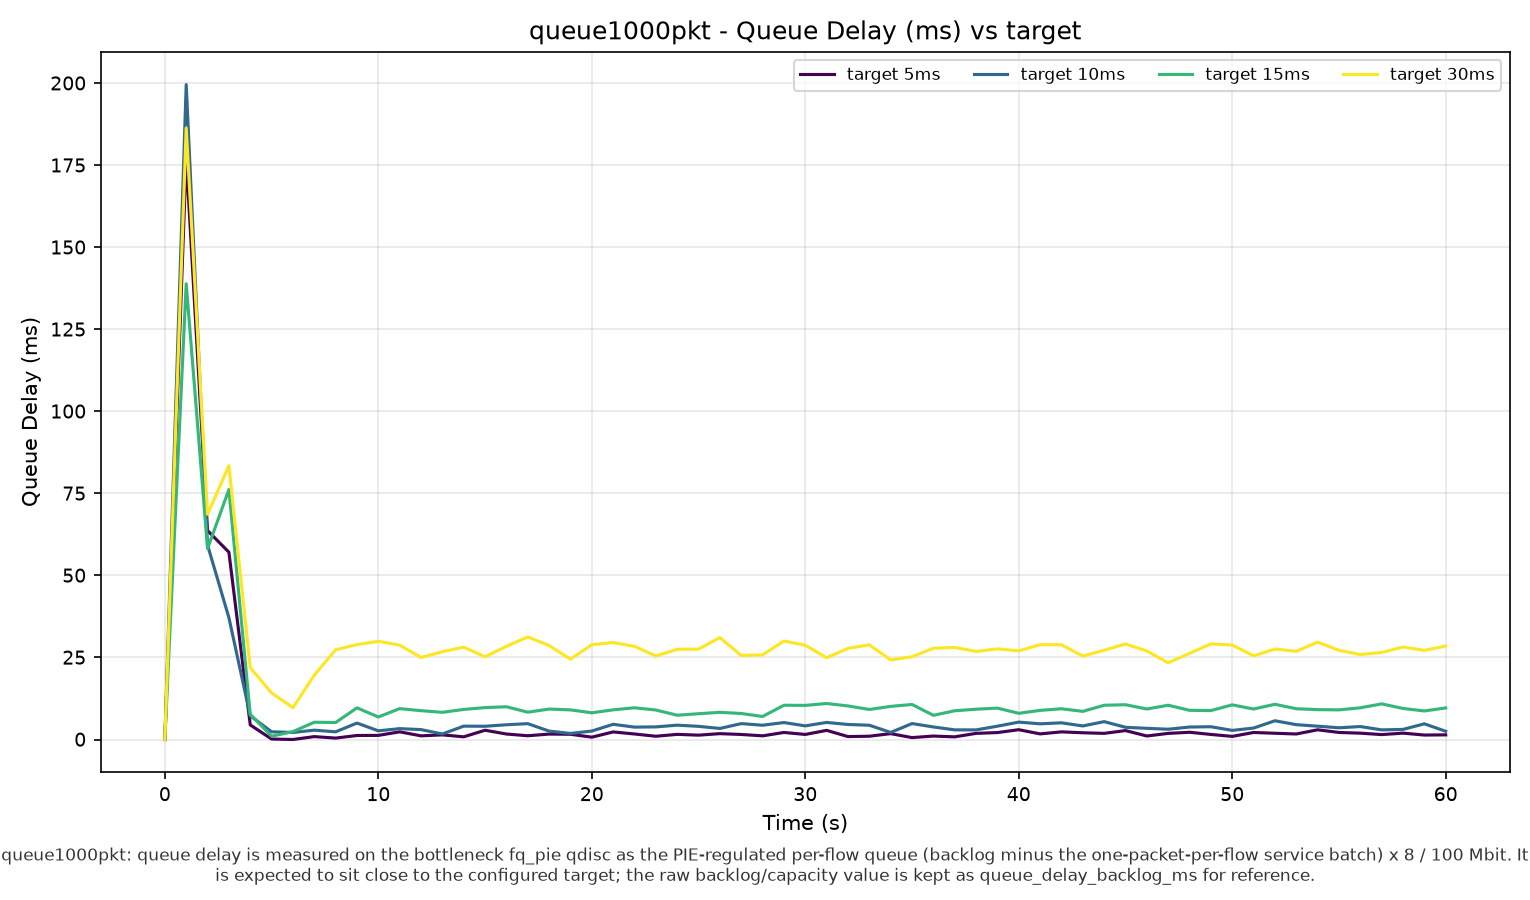 queue1000pkt - Queue Delay (ms) vs target
target 5ms
target 10ms
target 15ms
target 30ms
200
175
150
125
100
75
50
25
0
Queue Delay (ms)
0
10
20
30
40
50
60
Time (s)
queue1000pkt: queue delay is measured on the bottleneck fq_pie qdisc as the PIE-regulated per-flow queue (backlog minus the one-packet-per-flow service batch) x 8 / 100 Mbit. It
is expected to sit close to the configured target; the raw backlog/capacity value is kept as queue_delay_backlog_ms for reference.